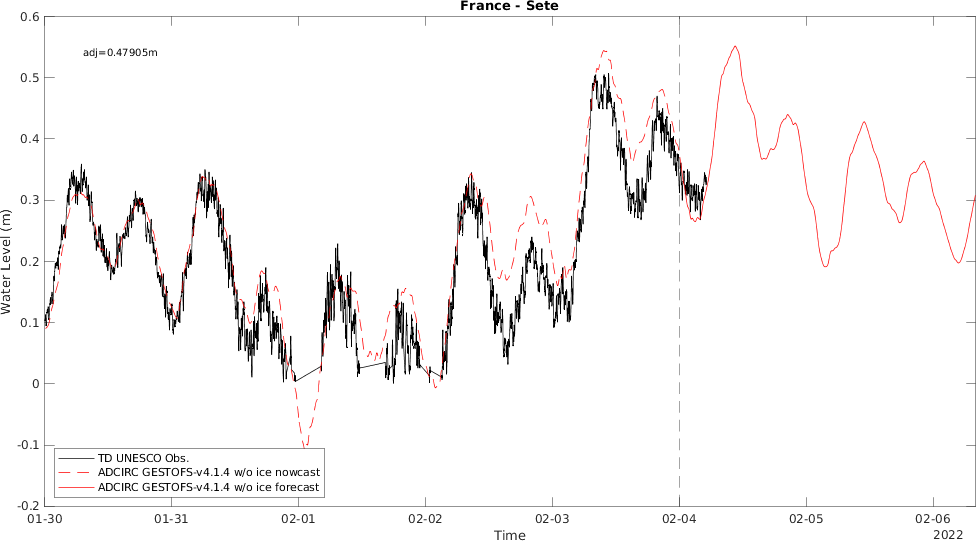 France - Sete
adj=0.47905m
Water Level (m)
0.6
0.5
0.4
0.3
0.2
0.1
0
-0.1
-0.2
TD UNESCO Obs.
ADCIRC GESTOFS-v4.1.4 w/o ice nowcast
ADCIRC GESTOFS-v4.1.4 w/o ice forecast
01-30 01-31 02-01 02-02 02-03 02-04 02-05 02-06
Time
2022